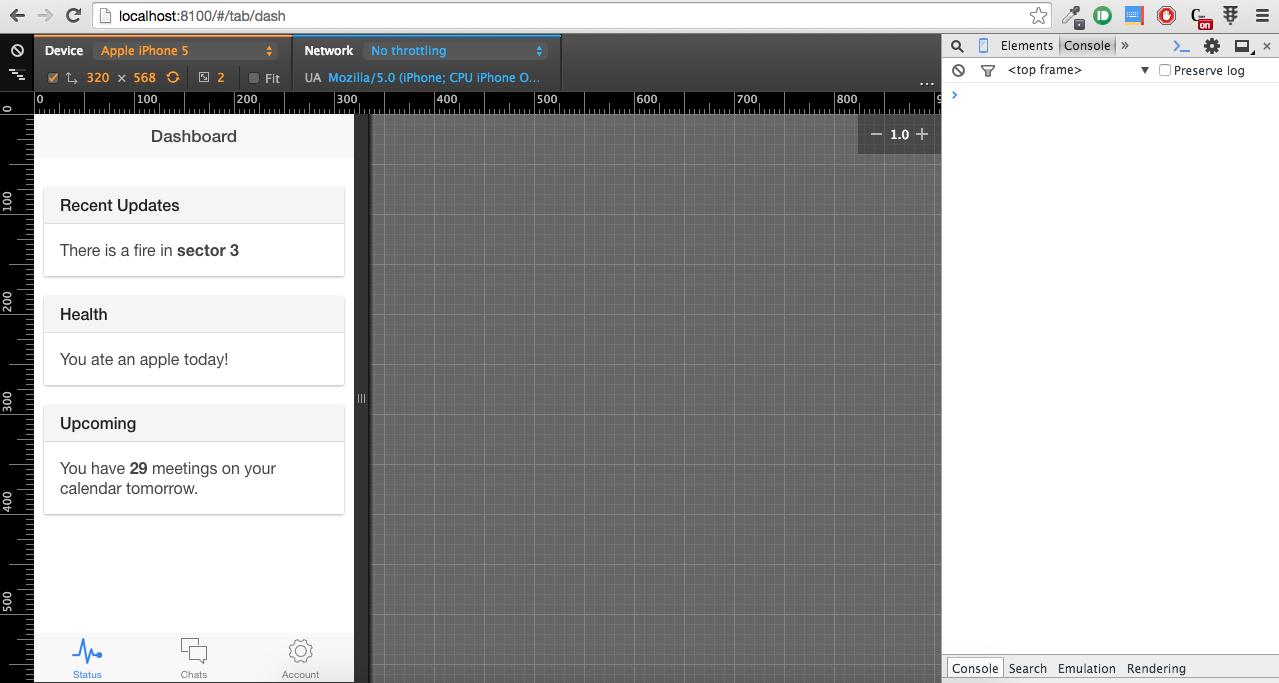 localhost:8100/#/tab/dash
on
Device Apple iPhone 5 Network No throttling
320 × 568 2 Fit UA Mozilla/5.0 (iPhone; CPU iPhone O...
...
Elements Console »
<top frame> Preserve log
0 100 200 300 500 600 700 800 9
0
100
200
300
400
500
− 1.0 +
Dashboard
Recent Updates
There is a fire in sector 3
Health
You ate an apple today!
Upcoming
You have 29 meetings on your
calendar tomorrow.
Status Chats Account
Console Search Emulation Rendering